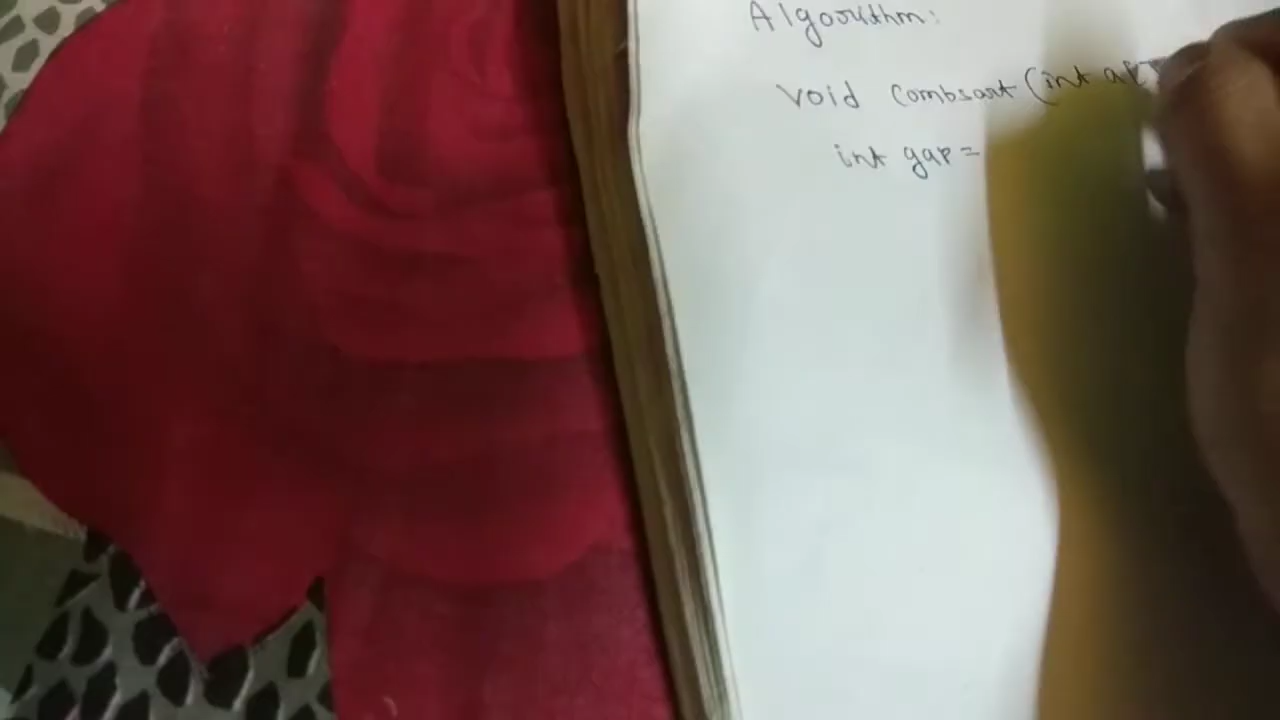 Algorithm:
void combsort (int a[
int gap =